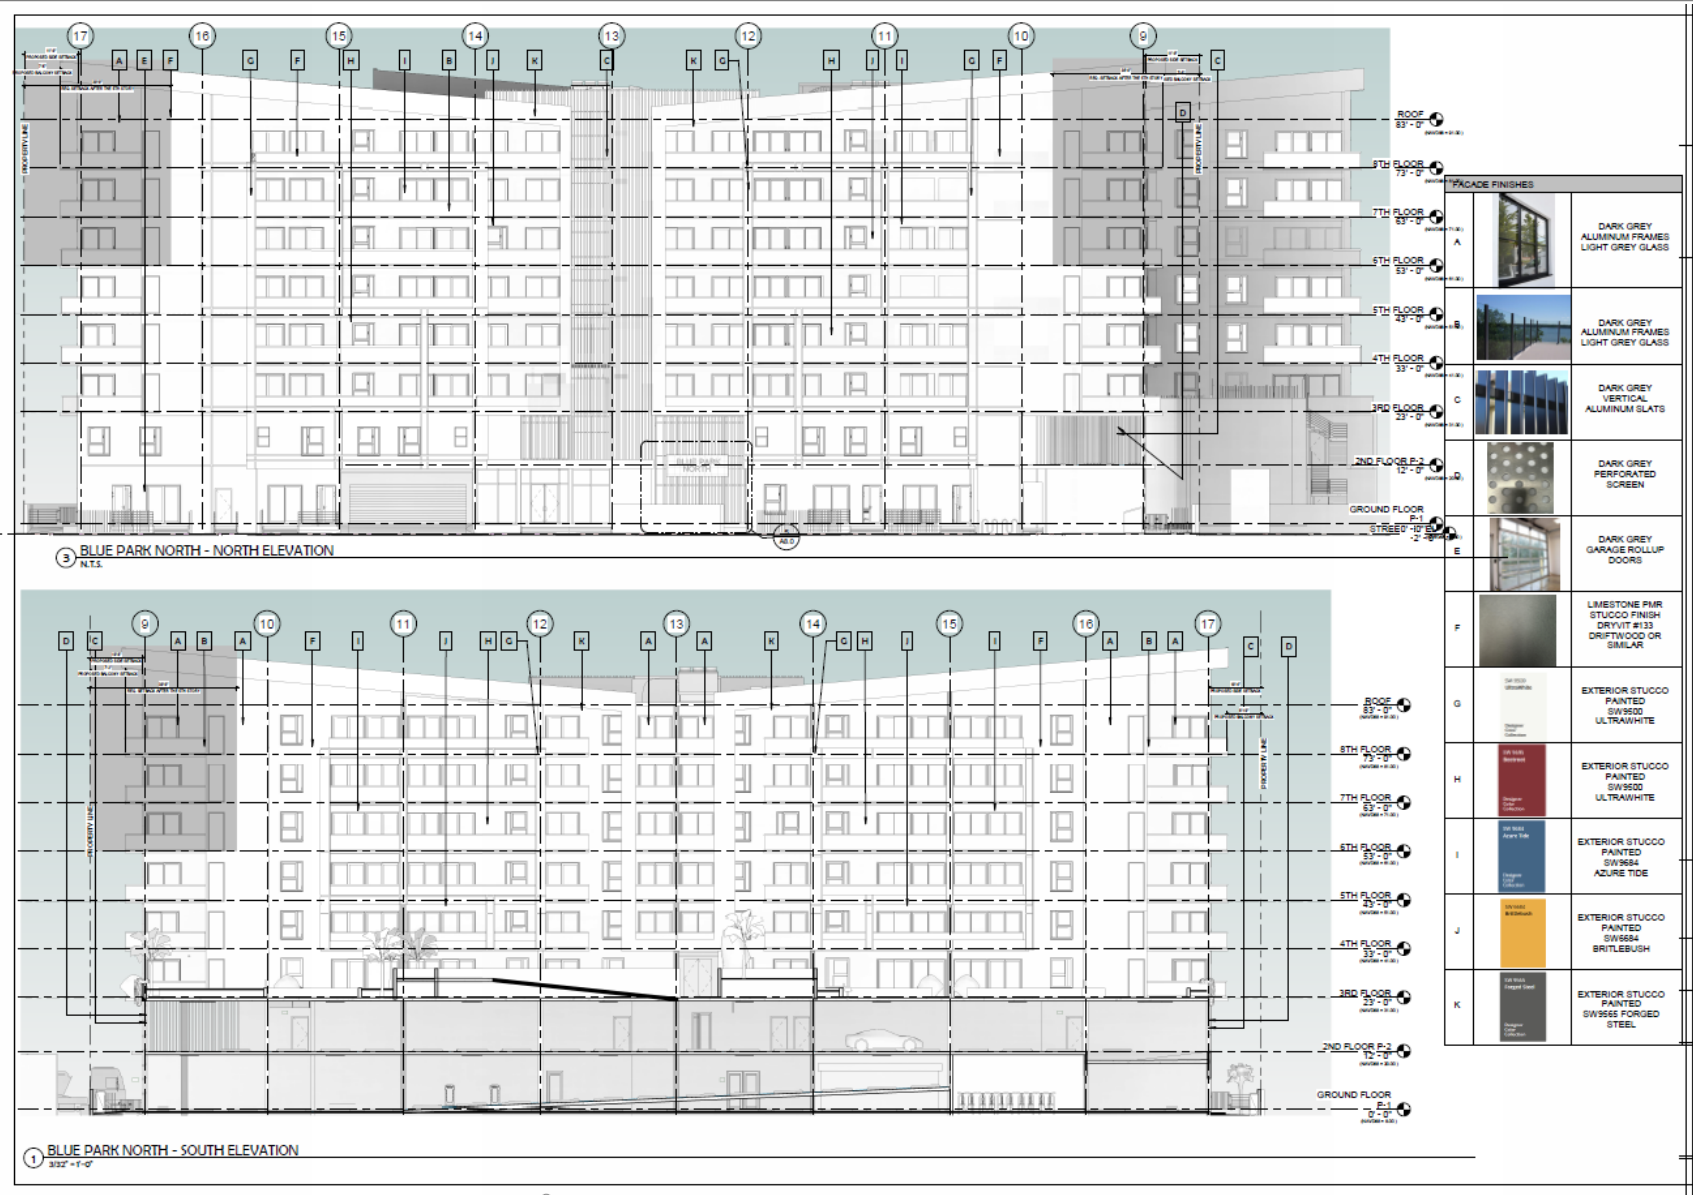 17 16 15 14 13 12 11 10 9
A E F G F H I B J K C K G H J I G F C
D
PROPERTY LINE
PROPERTY LINE
BLUE PARK
NORTH
ROOF
83' - 0"
8TH FLOOR
73' - 0"
7TH FLOOR
63' - 0"
6TH FLOOR
53' - 0"
5TH FLOOR
43' - 0"
4TH FLOOR
33' - 0"
3RD FLOOR
23' - 0"
2ND FLOOR P-2
12' - 0"
GROUND FLOOR
P-1
A6.0
3 BLUE PARK NORTH - NORTH ELEVATION
N.T.S.
FACADE FINISHES
A
DARK GREY
ALUMINUM FRAMES
LIGHT GREY GLASS
B
DARK GREY
ALUMINUM FRAMES
LIGHT GREY GLASS
C
DARK GREY
VERTICAL
ALUMINUM SLATS
D
DARK GREY
PERFORATED
SCREEN
E
DARK GREY
GARAGE ROLLUP
DOORS
F
LIMESTONE PMR
STUCCO FINISH
DRYVIT #133
DRIFTWOOD OR
SIMILAR
G
EXTERIOR STUCCO
PAINTED
SW9500
ULTRAWHITE
H
EXTERIOR STUCCO
PAINTED
SW9500
ULTRAWHITE
I
Azure Tide
EXTERIOR STUCCO
PAINTED
SW9684
AZURE TIDE
J
EXTERIOR STUCCO
PAINTED
SW6684
BRITLEBUSH
K
Forged Steel
EXTERIOR STUCCO
PAINTED
SW9565 FORGED
STEEL
9 10 11 12 13 14 15 16 17
D C A B A F I J H G K A A K G H J I F A B A C D
PROPERTY LINE
PROPERTY LINE
ROOF
83' - 0"
8TH FLOOR
73' - 0"
7TH FLOOR
63' - 0"
6TH FLOOR
53' - 0"
5TH FLOOR
43' - 0"
4TH FLOOR
33' - 0"
3RD FLOOR
23' - 0"
2ND FLOOR P-2
12' - 0"
GROUND FLOOR
P-1
0' - 0"
1 BLUE PARK NORTH - SOUTH ELEVATION
3/32" = 1'-0"